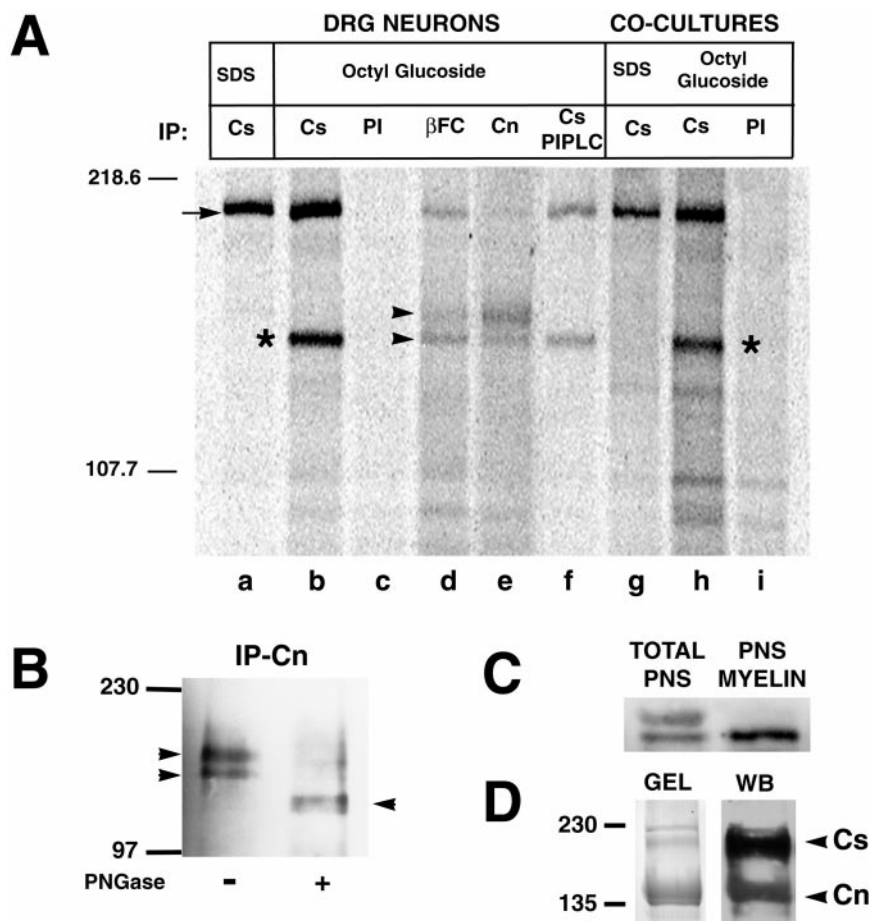 A
DRG NEURONS CO-CULTURES
SDS Octyl Glucoside SDS Octyl Glucoside
IP: Cs Cs PI βFC Cn Cs PIPLC Cs Cs PI
218.6
*
*
107.7
a b c d e f g h i
B
IP-Cn
230
97
PNGase - +
C
TOTAL PNS PNS MYELIN
D
GEL WB
230
Cs
135
Cn